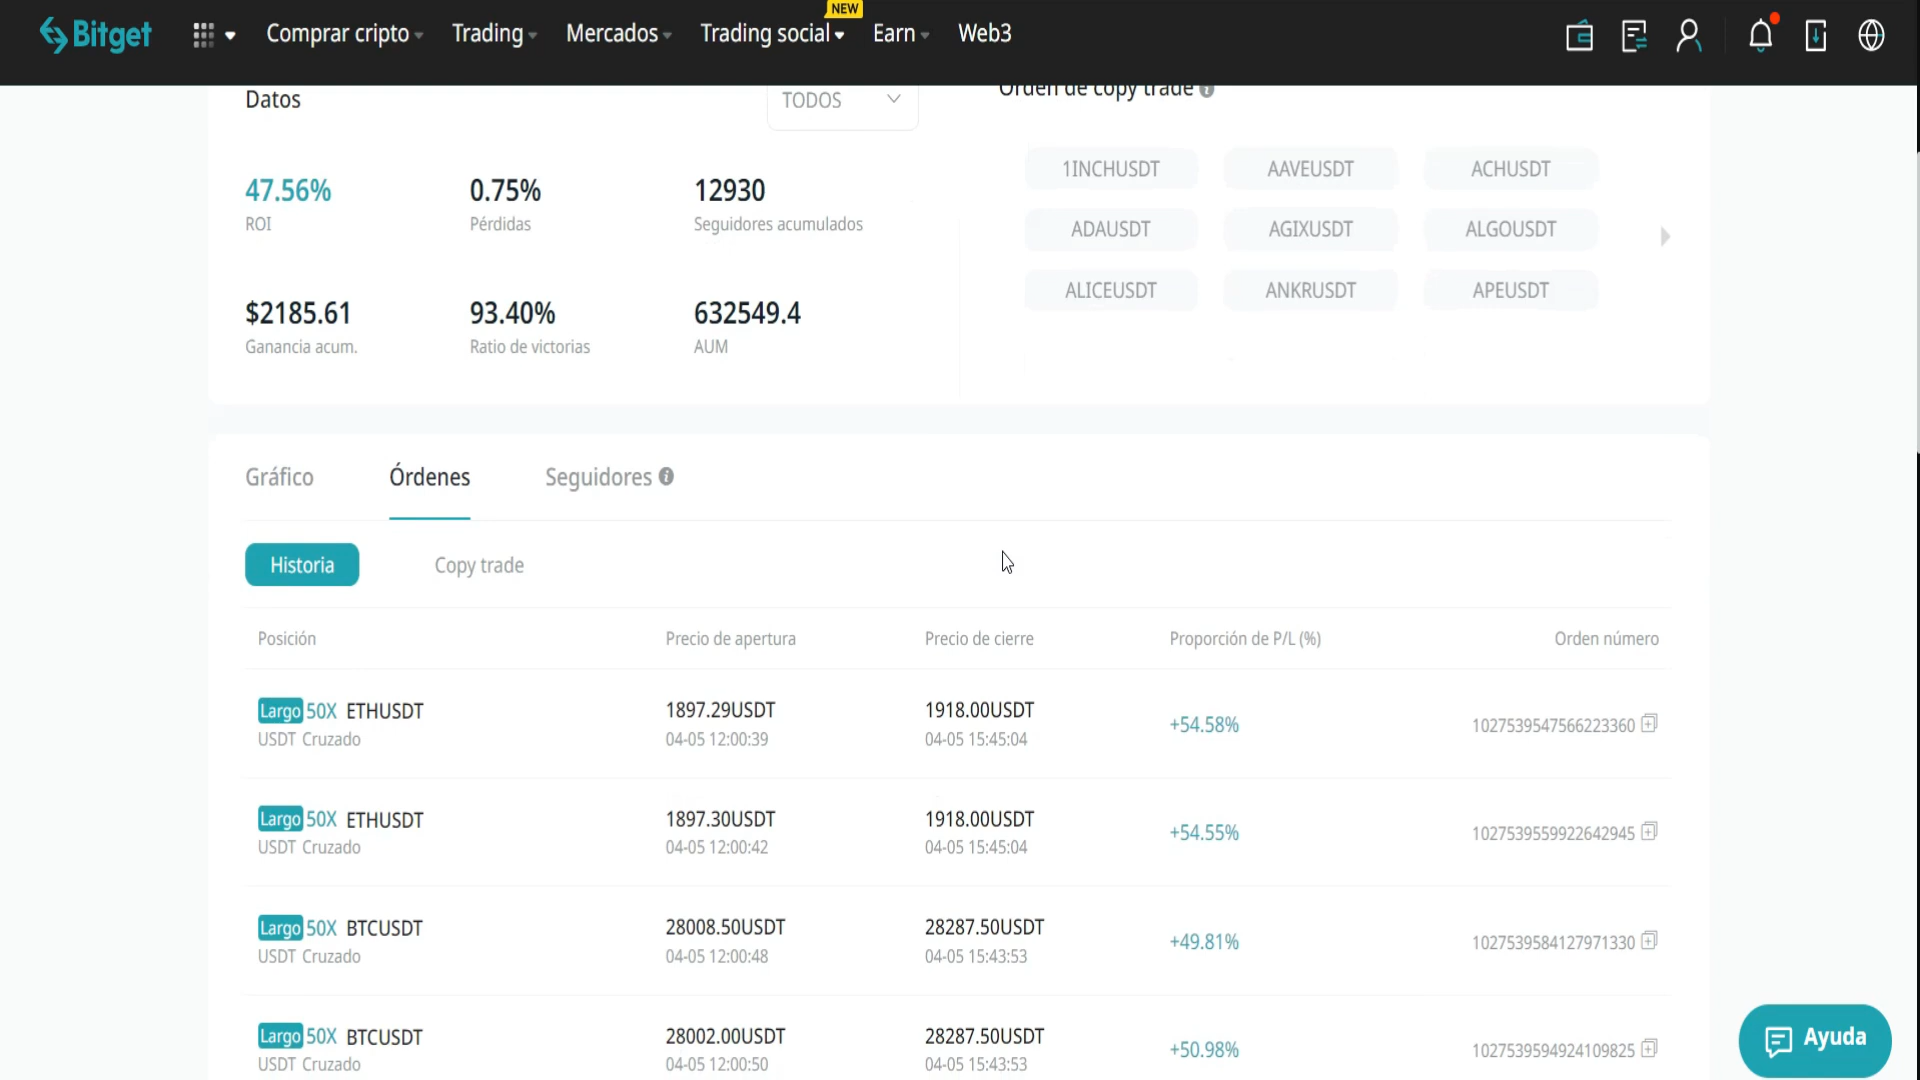 Bitget
Comprar cripto
Trading
Mercados
Trading social
NEW
Earn
Web3
Datos
TODOS
Orden de copy trade
47.56%
ROI
0.75%
Pérdidas
12930
Seguidores acumulados
$2185.61
Ganancia acum.
93.40%
Ratio de victorias
632549.4
AUM
1INCHUSDT
AAVEUSDT
ACHUSDT
ADAUSDT
AGIXUSDT
ALGOUSDT
ALICEUSDT
ANKRUSDT
APEUSDT
Gráfico
Órdenes
Seguidores
Historia
Copy trade
Posición
Precio de apertura
Precio de cierre
Proporción de P/L (%)
Orden número
Largo 50X ETHUSDT
USDT Cruzado
1897.29USDT
04-05 12:00:39
1918.00USDT
04-05 15:45:04
+54.58%
1027539547566223360
Largo 50X ETHUSDT
USDT Cruzado
1897.30USDT
04-05 12:00:42
1918.00USDT
04-05 15:45:04
+54.55%
1027539559922642945
Largo 50X BTCUSDT
USDT Cruzado
28008.50USDT
04-05 12:00:48
28287.50USDT
04-05 15:43:53
+49.81%
1027539584127971330
Largo 50X BTCUSDT
USDT Cruzado
28002.00USDT
04-05 12:00:50
28287.50USDT
04-05 15:43:53
+50.98%
1027539594924109825
Ayuda